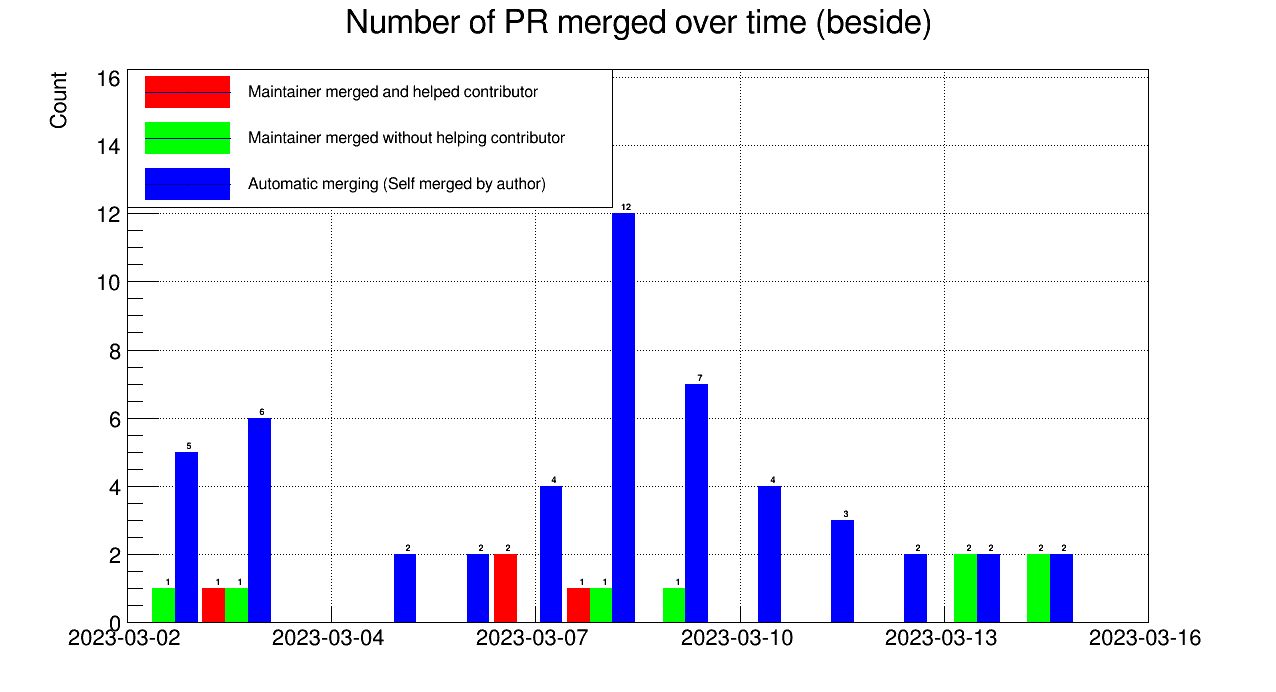 Number of PR merged over time (beside)
Count
Maintainer merged and helped contributor
Maintainer merged without helping contributor
Automatic merging (Self merged by author)
16
14
12
10
8
6
4
2
0
1 5 1 1 6 2 2 2 4 1 1 12 1 7 4 3 2 2 2 2 2
2023-03-02 2023-03-04 2023-03-07 2023-03-10 2023-03-13 2023-03-16